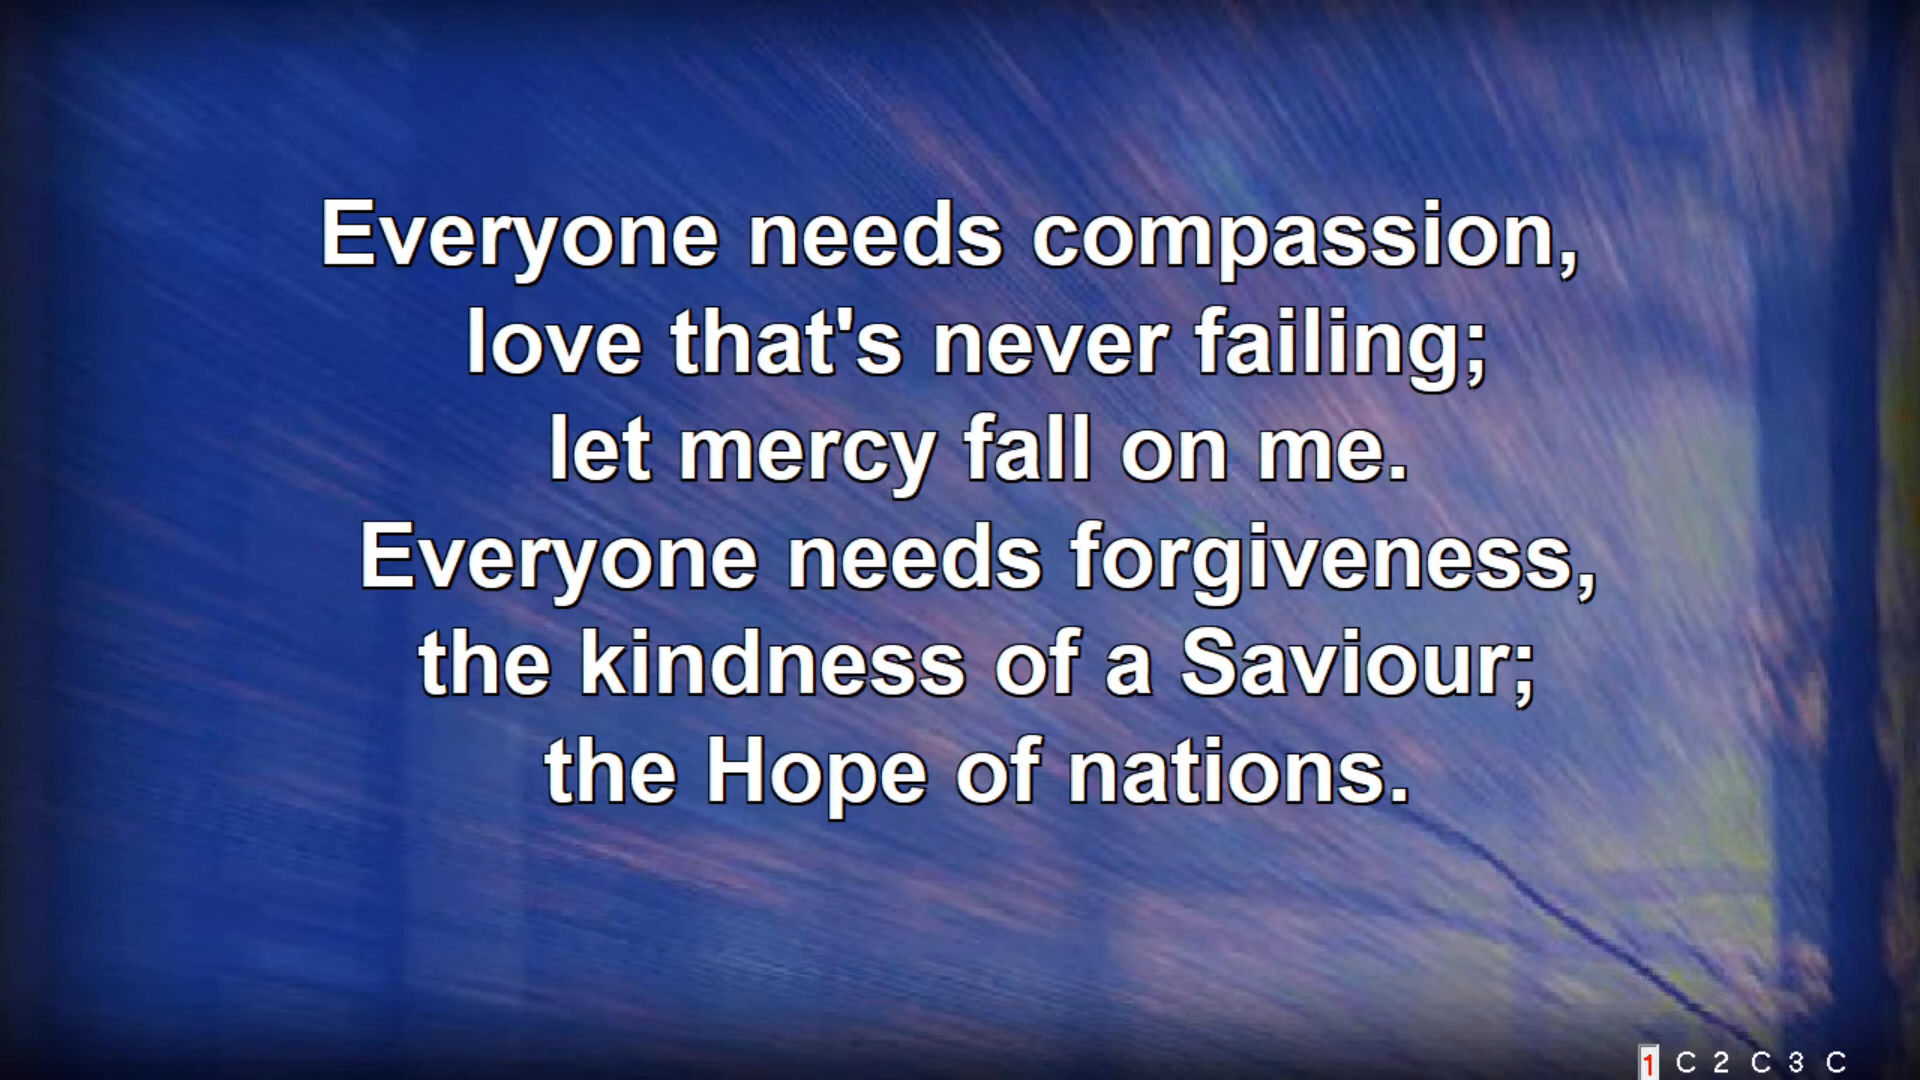 Everyone needs compassion,
love that's never failing;
let mercy fall on me.
Everyone needs forgiveness,
the kindness of a Saviour;
the Hope of nations.
1 C 2 C 3 C